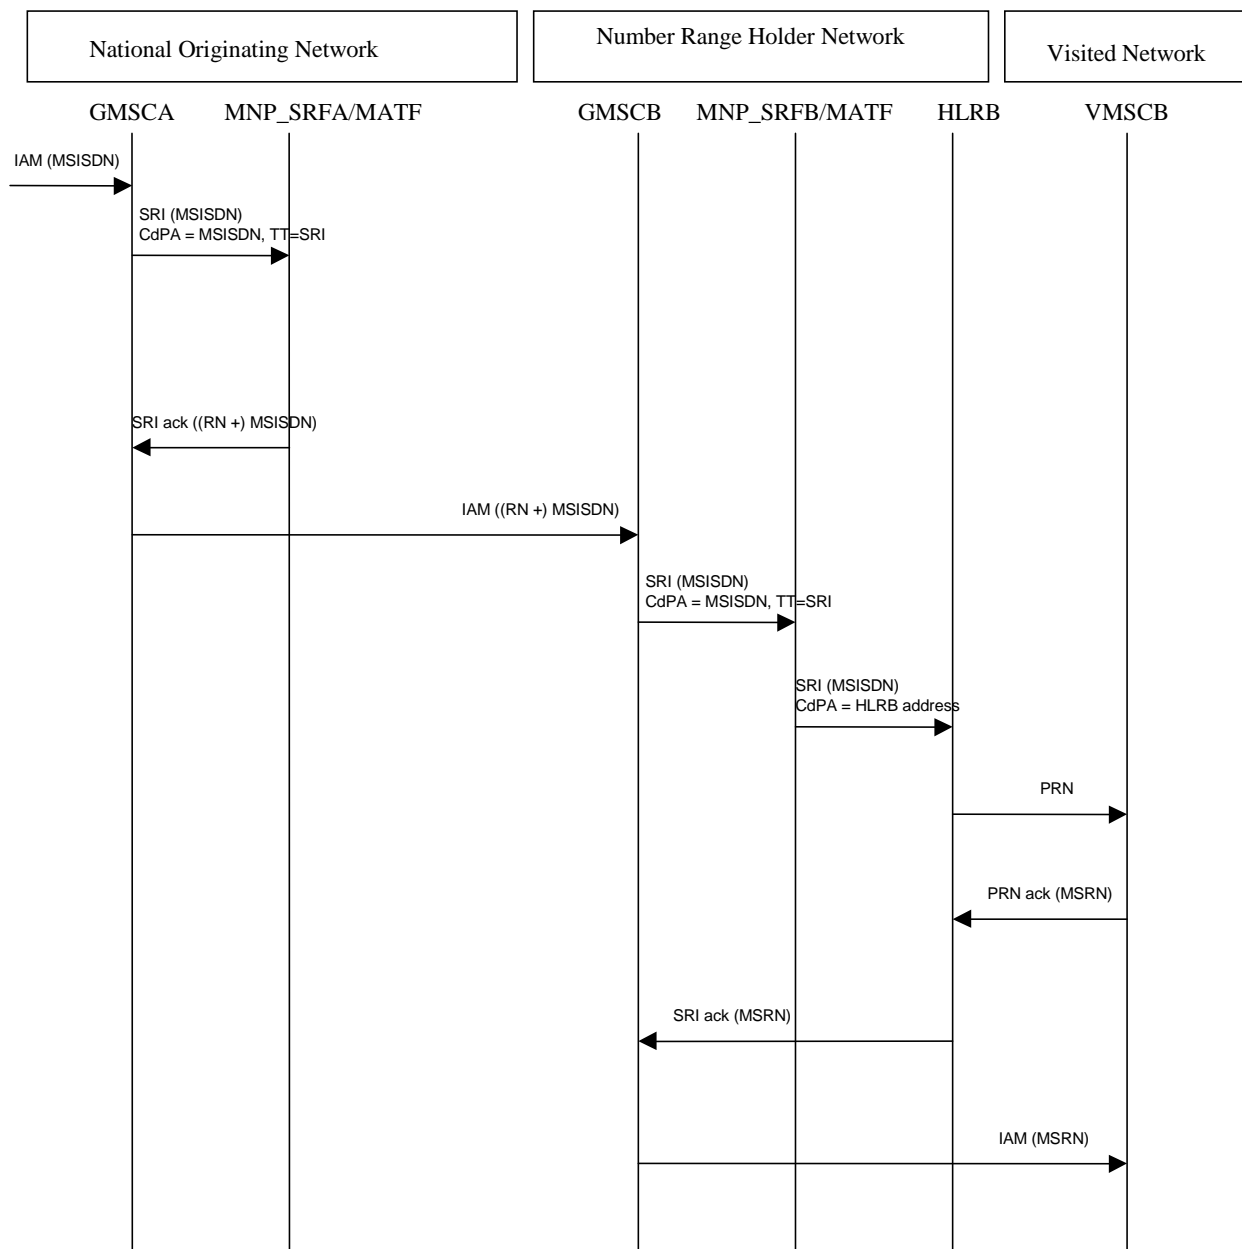 National Originating Network
Number Range Holder Network
Visited Network
GMSCA
MNP_SRFA/MATF
GMSCB
MNP_SRFB/MATF
HLRB
VMSCB
IAM (MSISDN)
SRI (MSISDN)
CdPA = MSISDN, TT=SRI
SRI ack ((RN +) MSISDN)
IAM ((RN +) MSISDN)
SRI (MSISDN)
CdPA = MSISDN, TT=SRI
SRI (MSISDN)
CdPA = HLRB address
PRN
PRN ack (MSRN)
SRI ack (MSRN)
IAM (MSRN)